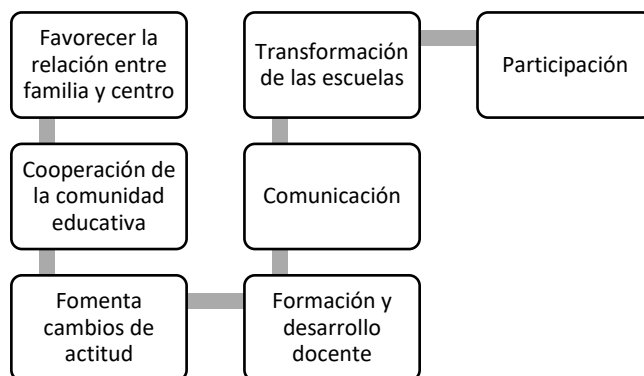 Favorecer la
relación entre
familia y centro
Cooperación de
la comunidad
educativa
Fomenta
cambios de
actitud
Formación y
desarrollo
docente
Comunicación
Transformación
de las escuelas
Participación